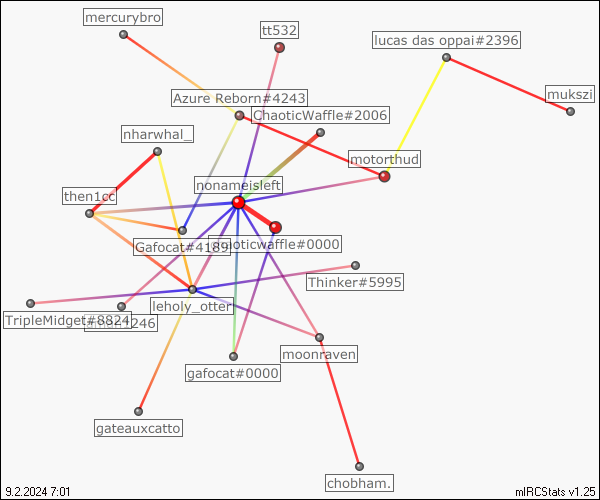 mercurybro
tt532
lucas das oppai#2396
mukszi
Azure Reborn#4243
ChaoticWaffle#2006
nharwhal_
motorthud
nonameisleft
then1cc
Gafocat#4189
chaoticwaffle#0000
Thinker#5995
leholy_otter
TripleMidget#8824
1246
moonraven
gafocat#0000
gateauxcatto
chobham.
9.2.2024 7:01
mIRCStats v1.25